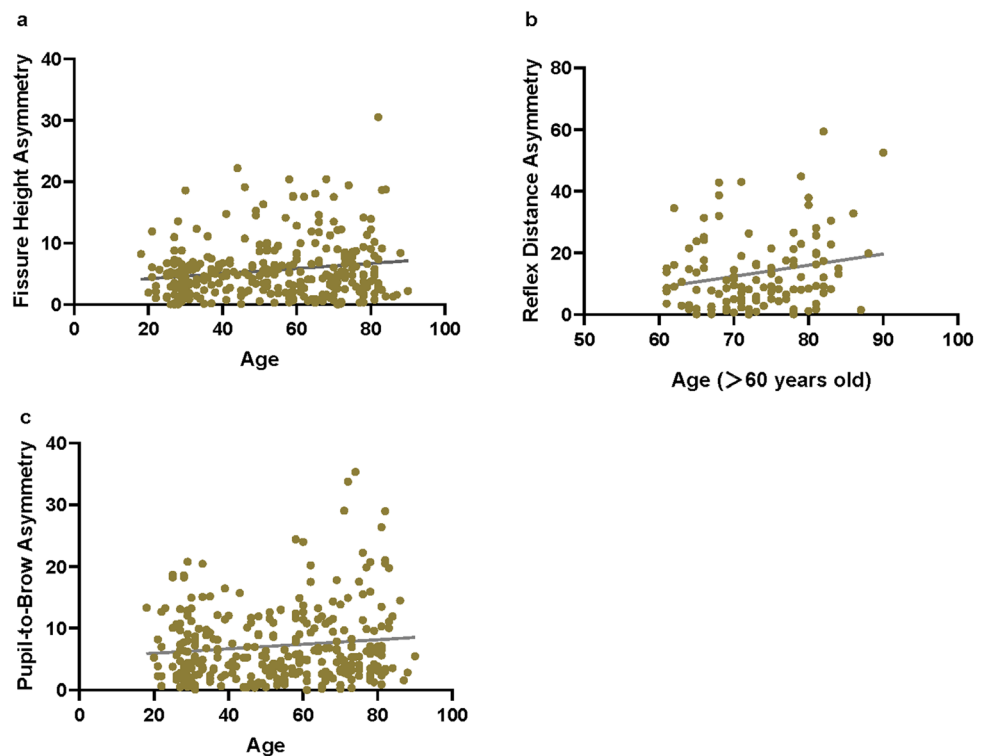 a
Fissure Height Asymmetry
40
30
20
10
0
0 20 40 60 80 100
Age
b
Reflex Distance Asymmetry
80
60
40
20
0
50 60 70 80 90 100
Age (>60 years old)
c
Pupil-to-Brow Asymmetry
40
30
20
10
0
0 20 40 60 80 100
Age